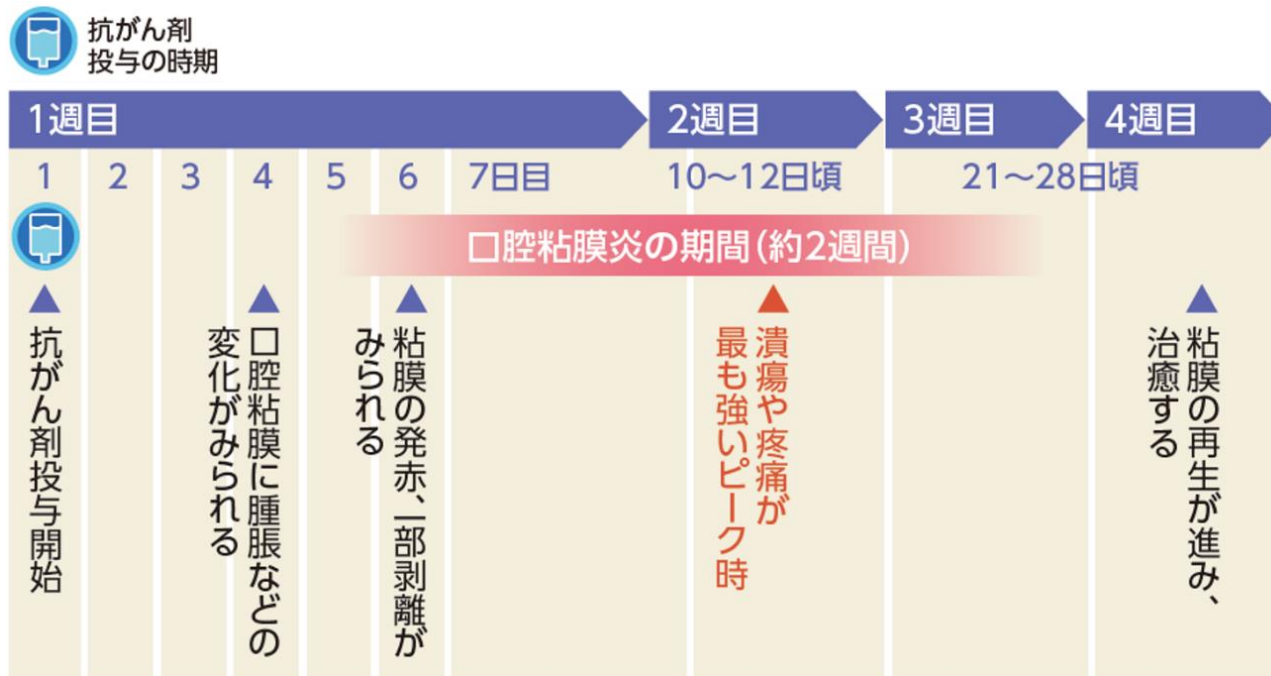 抗がん剤
投与の時期
1週目
2週目
3週目
4週目
1 2 3 4 5 6 7日目 10〜12日頃 21〜28日頃
口腔粘膜炎の期間(約2週間)
抗がん剤投与開始
口腔粘膜に腫脹などの
変化がみられる
粘膜の発赤、一部剥離が
みられる
潰瘍や疼痛が
最も強いピーク時
粘膜の再生が進み、
治癒する